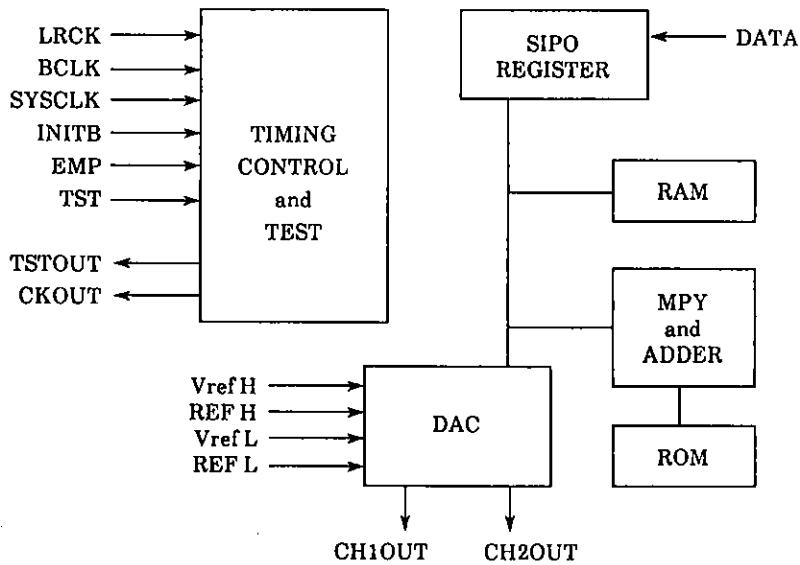 LRCK
BCLK
SYSCLK
INITB
EMP
TST
TSTOUT
CKOUT
TIMING
CONTROL
and
TEST
SIPO
REGISTER
DATA
RAM
MPY
and
ADDER
ROM
Vref H
REF H
Vref L
REF L
DAC
CH1OUT
CH2OUT